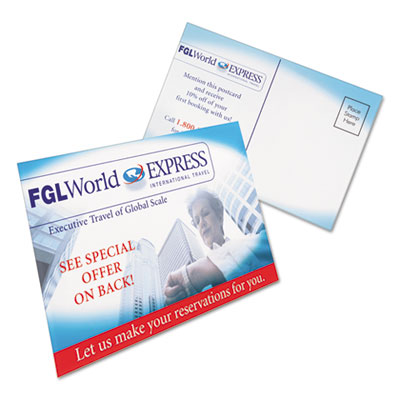 FGLWorld EXPRESS
INTERNATIONAL TRAVEL
Executive Travel of Global Scale
SEE SPECIAL
OFFER
ON BACK!
Let us make your reservations for you.
FGLWorld EXPRESS
Mention this postcard
and receive
10% off of your
first booking with us!
Call 1.800
Place
Stamp
Here